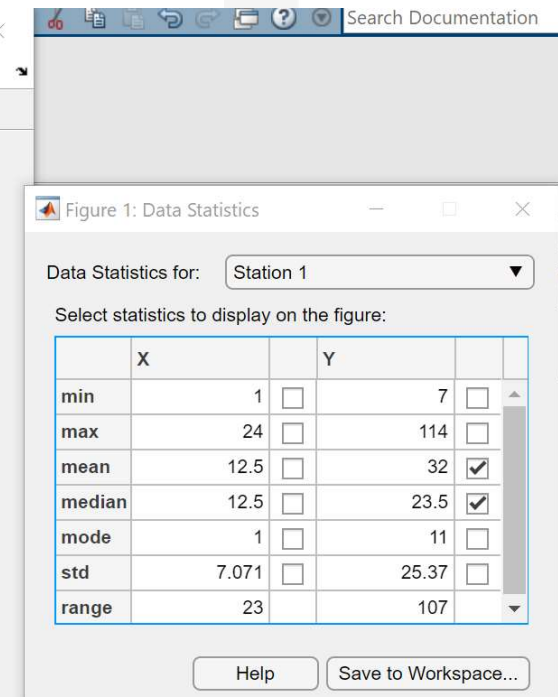 Search Documentation
Figure 1: Data Statistics
Data Statistics for: Station 1
Select statistics to display on the figure:
X Y
min 1 7
max 24 114
mean 12.5 32
median 12.5 23.5
mode 1 11
std 7.071 25.37
range 23 107
Help Save to Workspace...